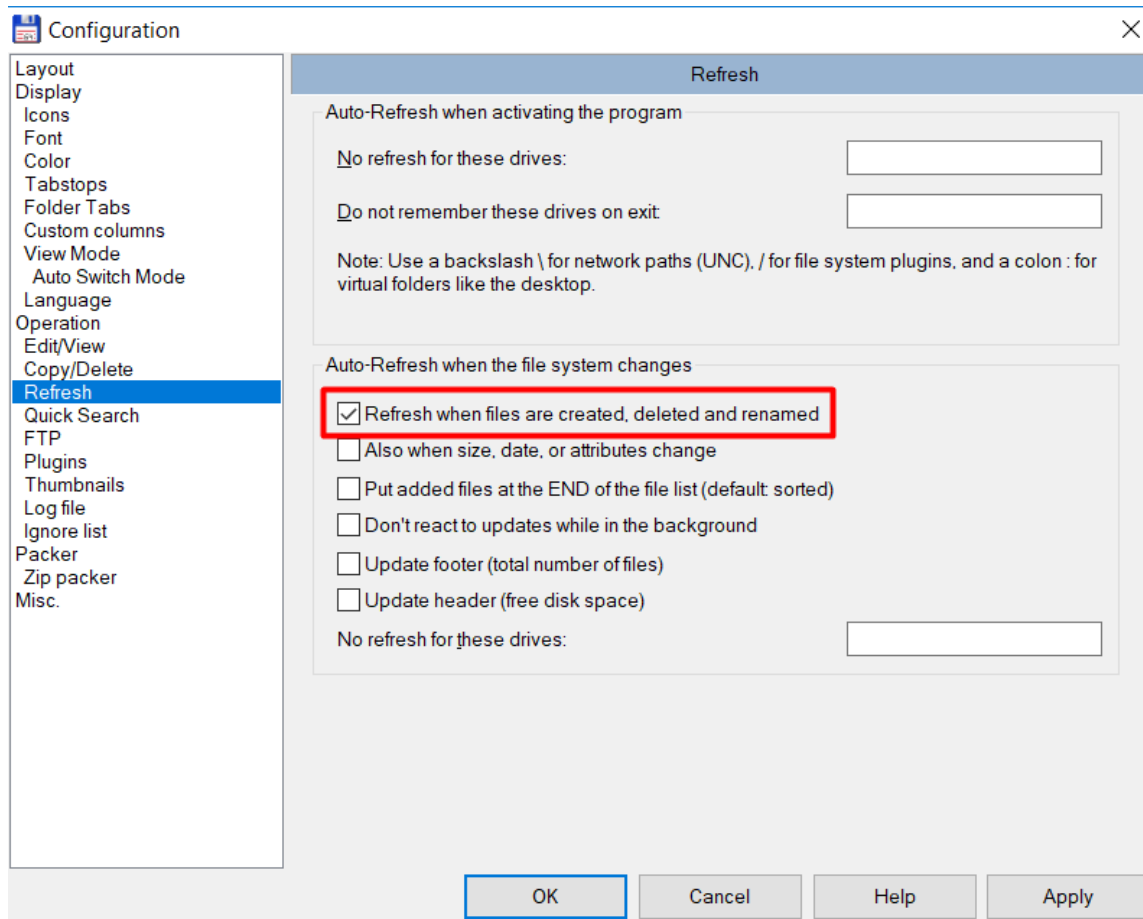 Configuration
Layout
Display
Icons
Font
Color
Tabstops
Folder Tabs
Custom columns
View Mode
Auto Switch Mode
Language
Operation
Edit/View
Copy/Delete
Refresh
Quick Search
FTP
Plugins
Thumbnails
Log file
Ignore list
Packer
Zip packer
Misc.
Refresh
Auto-Refresh when activating the program
No refresh for these drives:
Do not remember these drives on exit:
Note: Use a backslash \ for network paths (UNC), / for file system plugins, and a colon : for
virtual folders like the desktop.
Auto-Refresh when the file system changes
Refresh when files are created, deleted and renamed
Also when size, date, or attributes change
Put added files at the END of the file list (default: sorted)
Don't react to updates while in the background
Update footer (total number of files)
Update header (free disk space)
No refresh for these drives:
OK
Cancel
Help
Apply